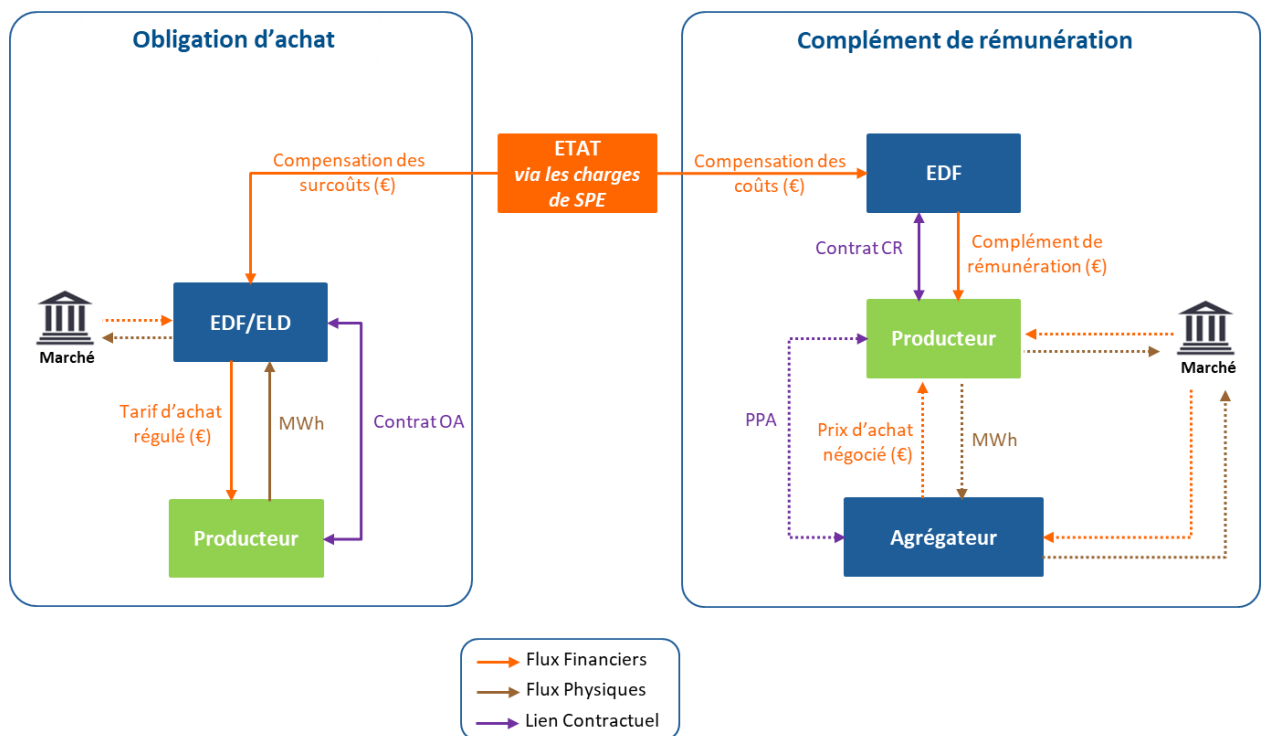 Obligation d’achat
Complément de rémunération
ETAT
via les charges
de SPE
Compensation des
surcoûts (€)
Compensation des
coûts (€)
EDF
Contrat CR
Complément de
rémunération (€)
EDF/ELD
Marché
Producteur
Marché
Tarif d’achat
régulé (€)
MWh
Contrat OA
PPA
Prix d’achat
négocié (€)
MWh
Producteur
Agrégateur
Flux Financiers
Flux Physiques
Lien Contractuel